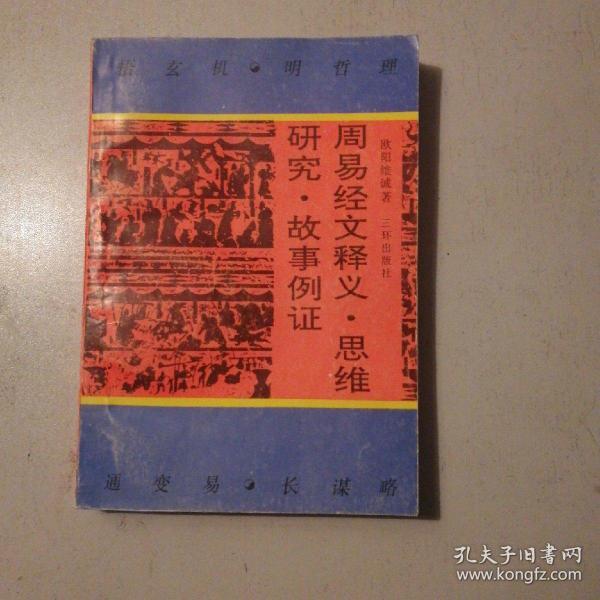 悟玄机·明哲理
周易经文释义·思维
研究·故事例证
欧阳维诚著 三环出版社
通变易·长谋略
孔夫子旧书网
www.kongfz.com